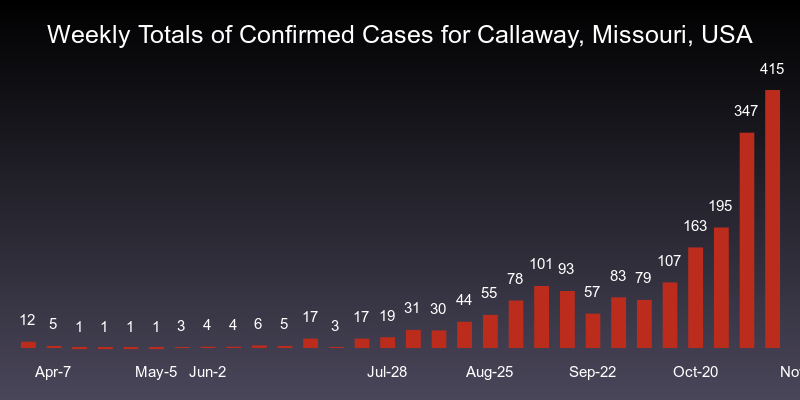 Weekly Totals of Confirmed Cases for Callaway, Missouri, USA
12 5 1 1 1 1 3 4 4 6 5 17 3 17 19 31 30 44 55 78 101 93 57 83 79 107 163 195 347 415
Apr-7 May-5 Jun-2 Jul-28 Aug-25 Sep-22 Oct-20 No